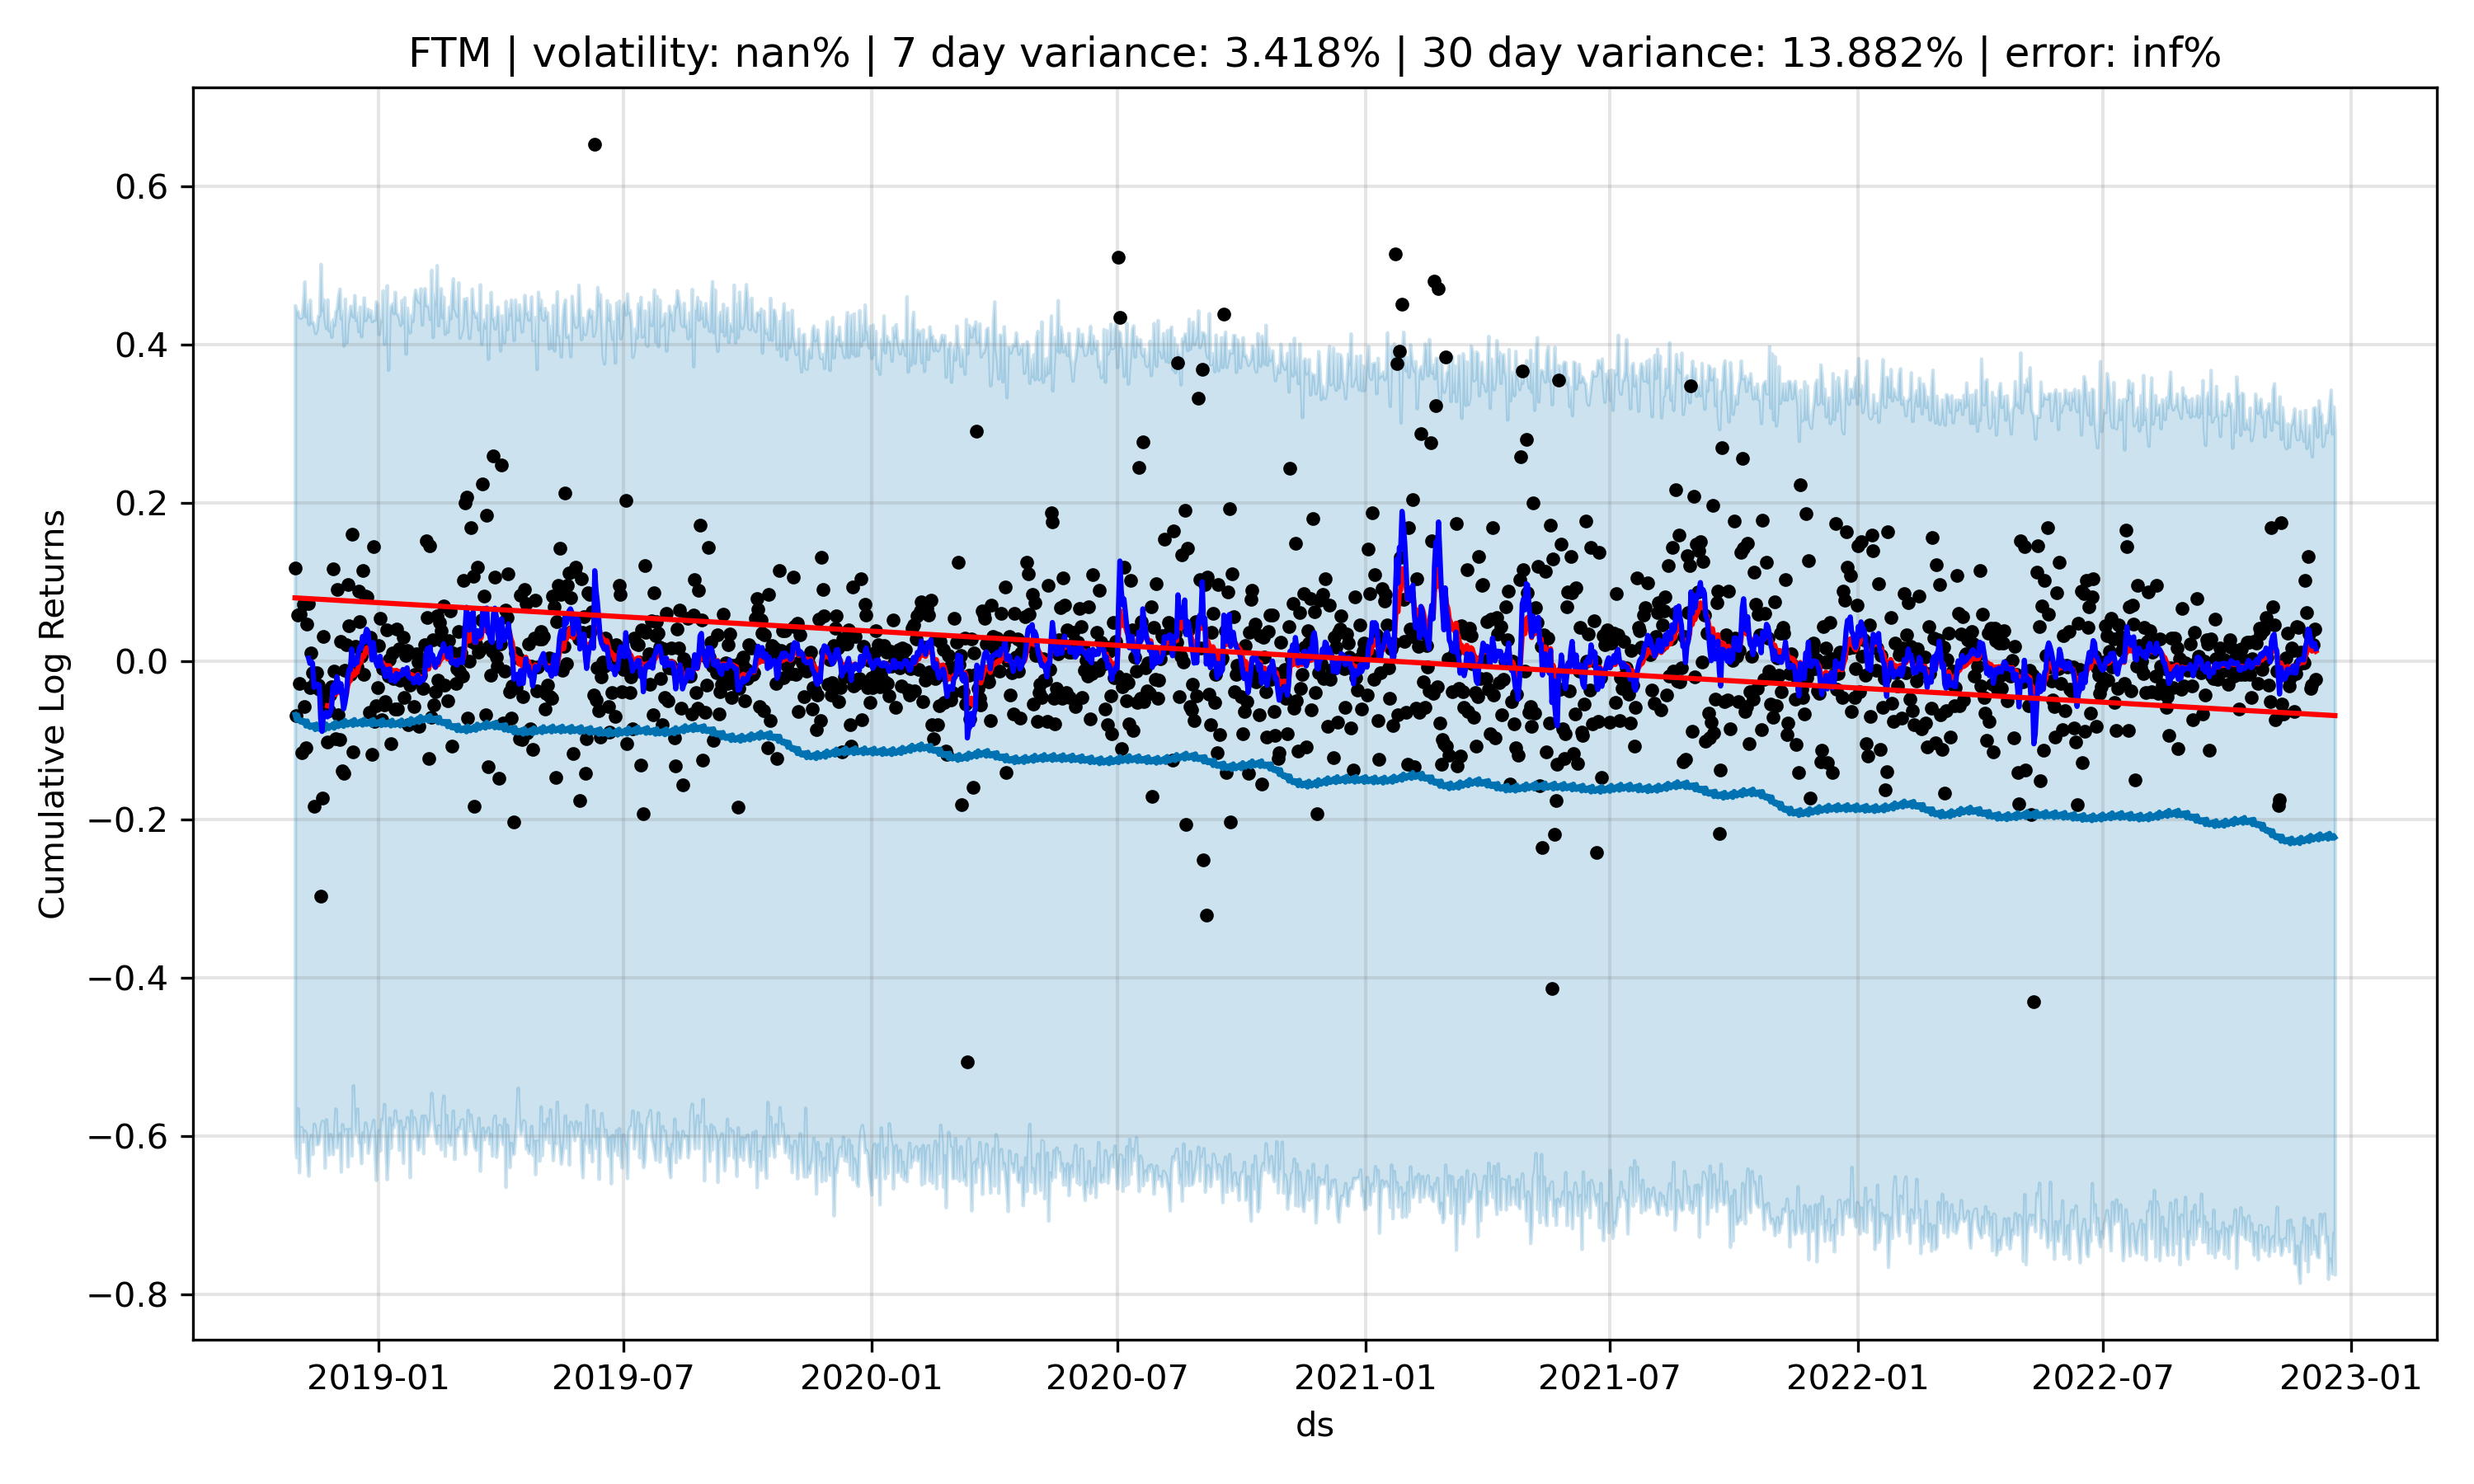 FTM | volatility: nan% | 7 day variance: 3.418% | 30 day variance: 13.882% | error: inf%
Cumulative Log Returns
0.6
0.4
0.2
0.0
−0.2
−0.4
−0.6
−0.8
2019-01 2019-07 2020-01 2020-07 2021-01 2021-07 2022-01 2022-07 2023-01
ds